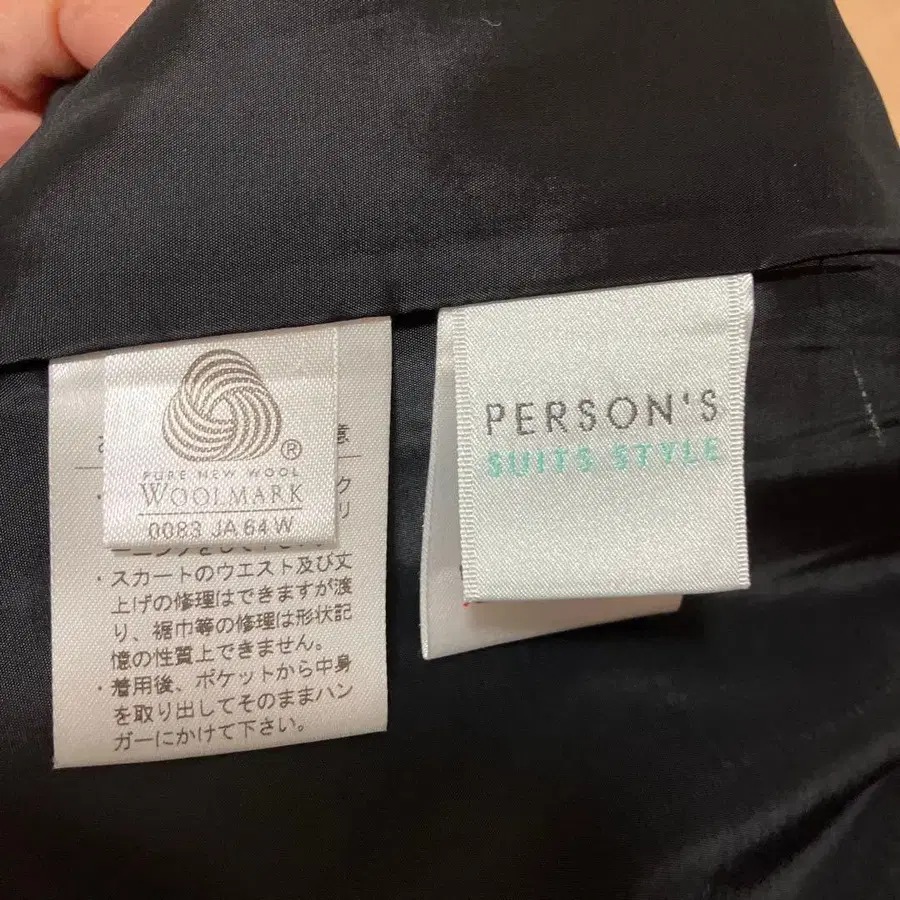 ®
PURE NEW WOOL
WOOLMARK
0083 JA 64 W
・スカートのウエスト及び丈
上げの修理はできますが渡
り、裾巾等の修理は形状記
憶の性質上できません。
・着用後、ポケットから中身
を取り出してそのままハン
ガーにかけて下さい。
PERSON'S
SUITS STYLE